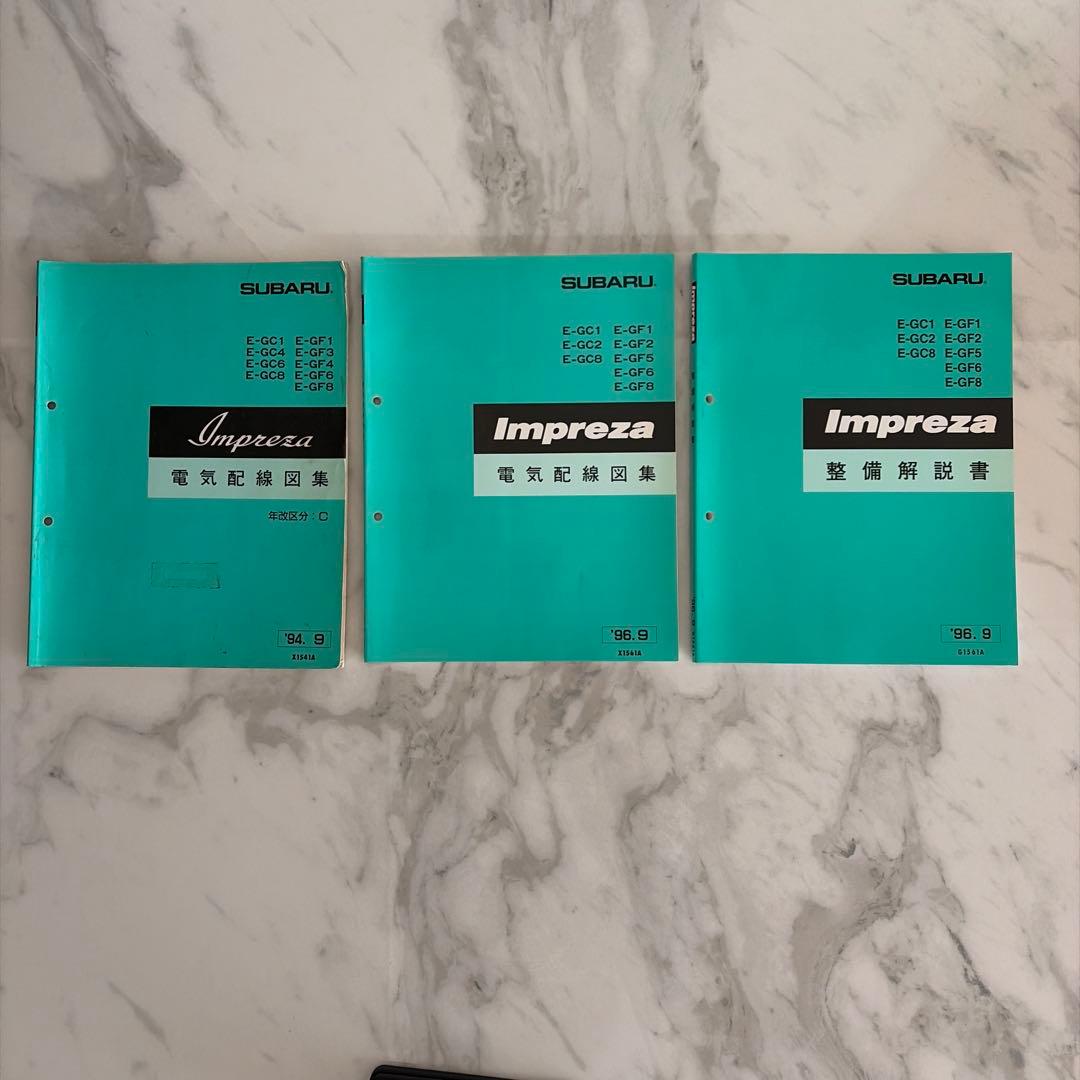 SUBARU
E-GC1 E-GF1
E-GC4 E-GF3
E-GC6 E-GF4
E-GC8 E-GF6
E-GF8
Impreza
電気配線図集
年改区分:C
'94. 9
X1541A
SUBARU
E-GC1 E-GF1
E-GC2 E-GF2
E-GC8 E-GF5
E-GF6
E-GF8
Impreza
電気配線図集
'96. 9
X1561A
Impreza
SUBARU
E-GC1 E-GF1
E-GC2 E-GF2
E-GC8 E-GF5
E-GF6
E-GF8
Impreza
整備解説書
'96. 9
G1561A